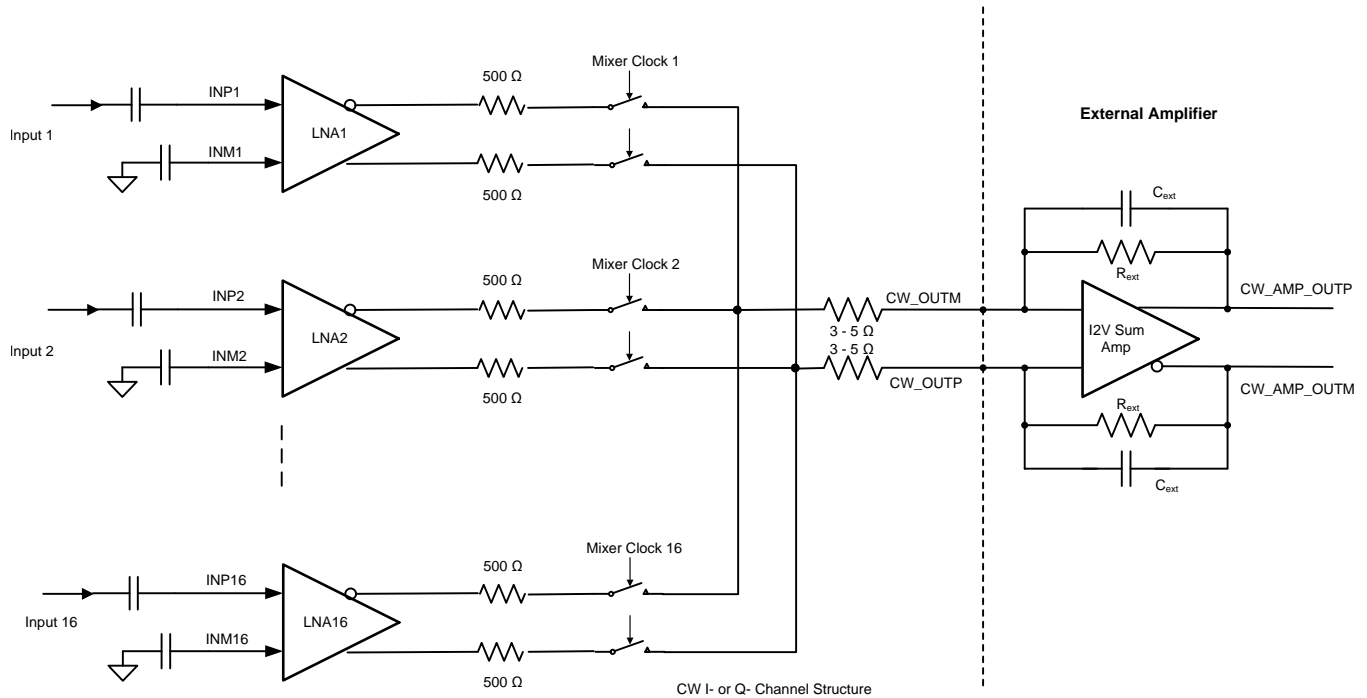 Mixer Clock 1
500 Ω
INP1
Input 1
LNA1
INM1
500 Ω
External Amplifier
Cext
Rext
Mixer Clock 2
500 Ω
INP2
Input 2
LNA2
INM2
500 Ω
CW_OUTM
3 - 5 Ω
3 - 5 Ω
CW_OUTP
I2V Sum
Amp
CW_AMP_OUTP
CW_AMP_OUTM
Rext
Cext
Mixer Clock 16
500 Ω
INP16
Input 16
LNA16
INM16
500 Ω
CW I- or Q- Channel Structure